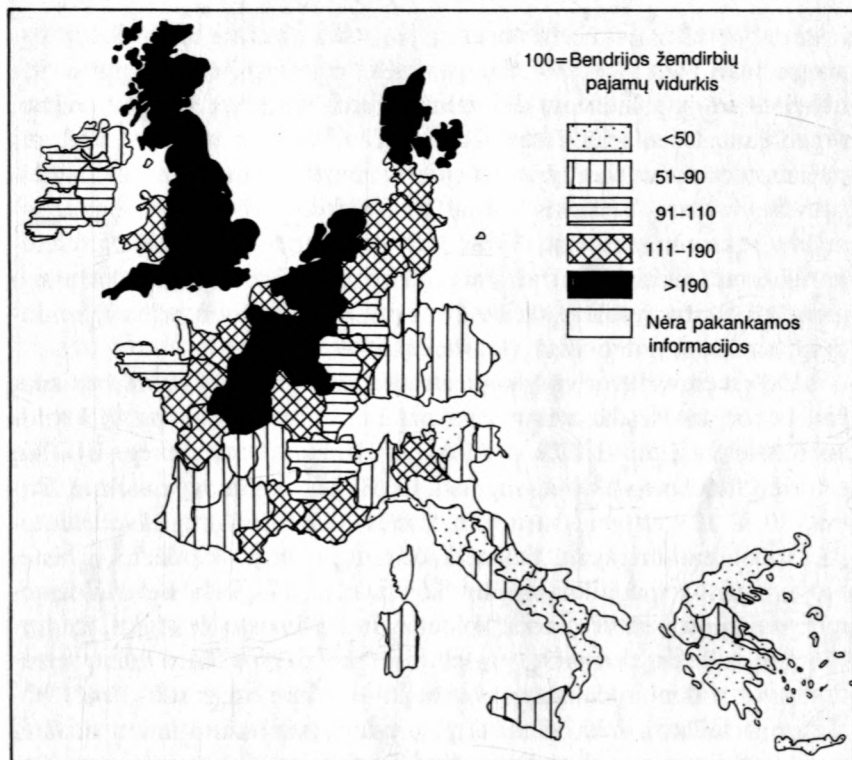 100=Bendrijos žemdirbių
pajamų vidurkis
<50
51–90
91–110
111–190
>190
Nėra pakankamos
informacijos